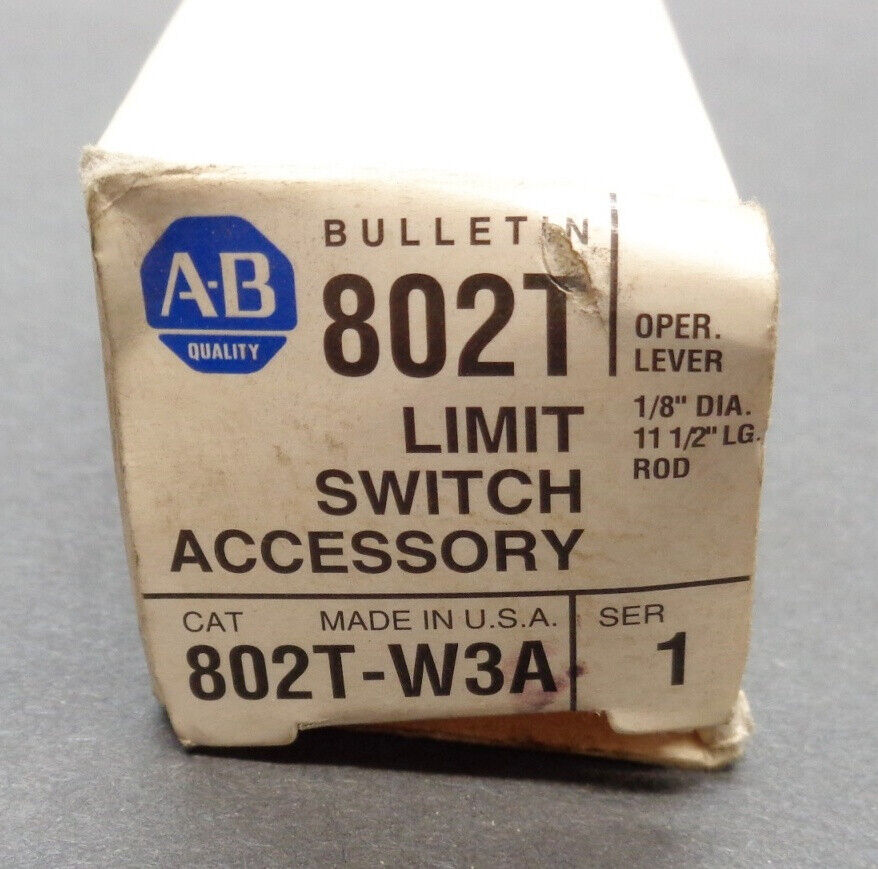 A-B
QUALITY
BULLETIN
802T
LIMIT
SWITCH
ACCESSORY
OPER.
LEVER
1/8" DIA.
11 1/2" LG.
ROD
CAT MADE IN U.S.A.
802T-W3A
SER
1